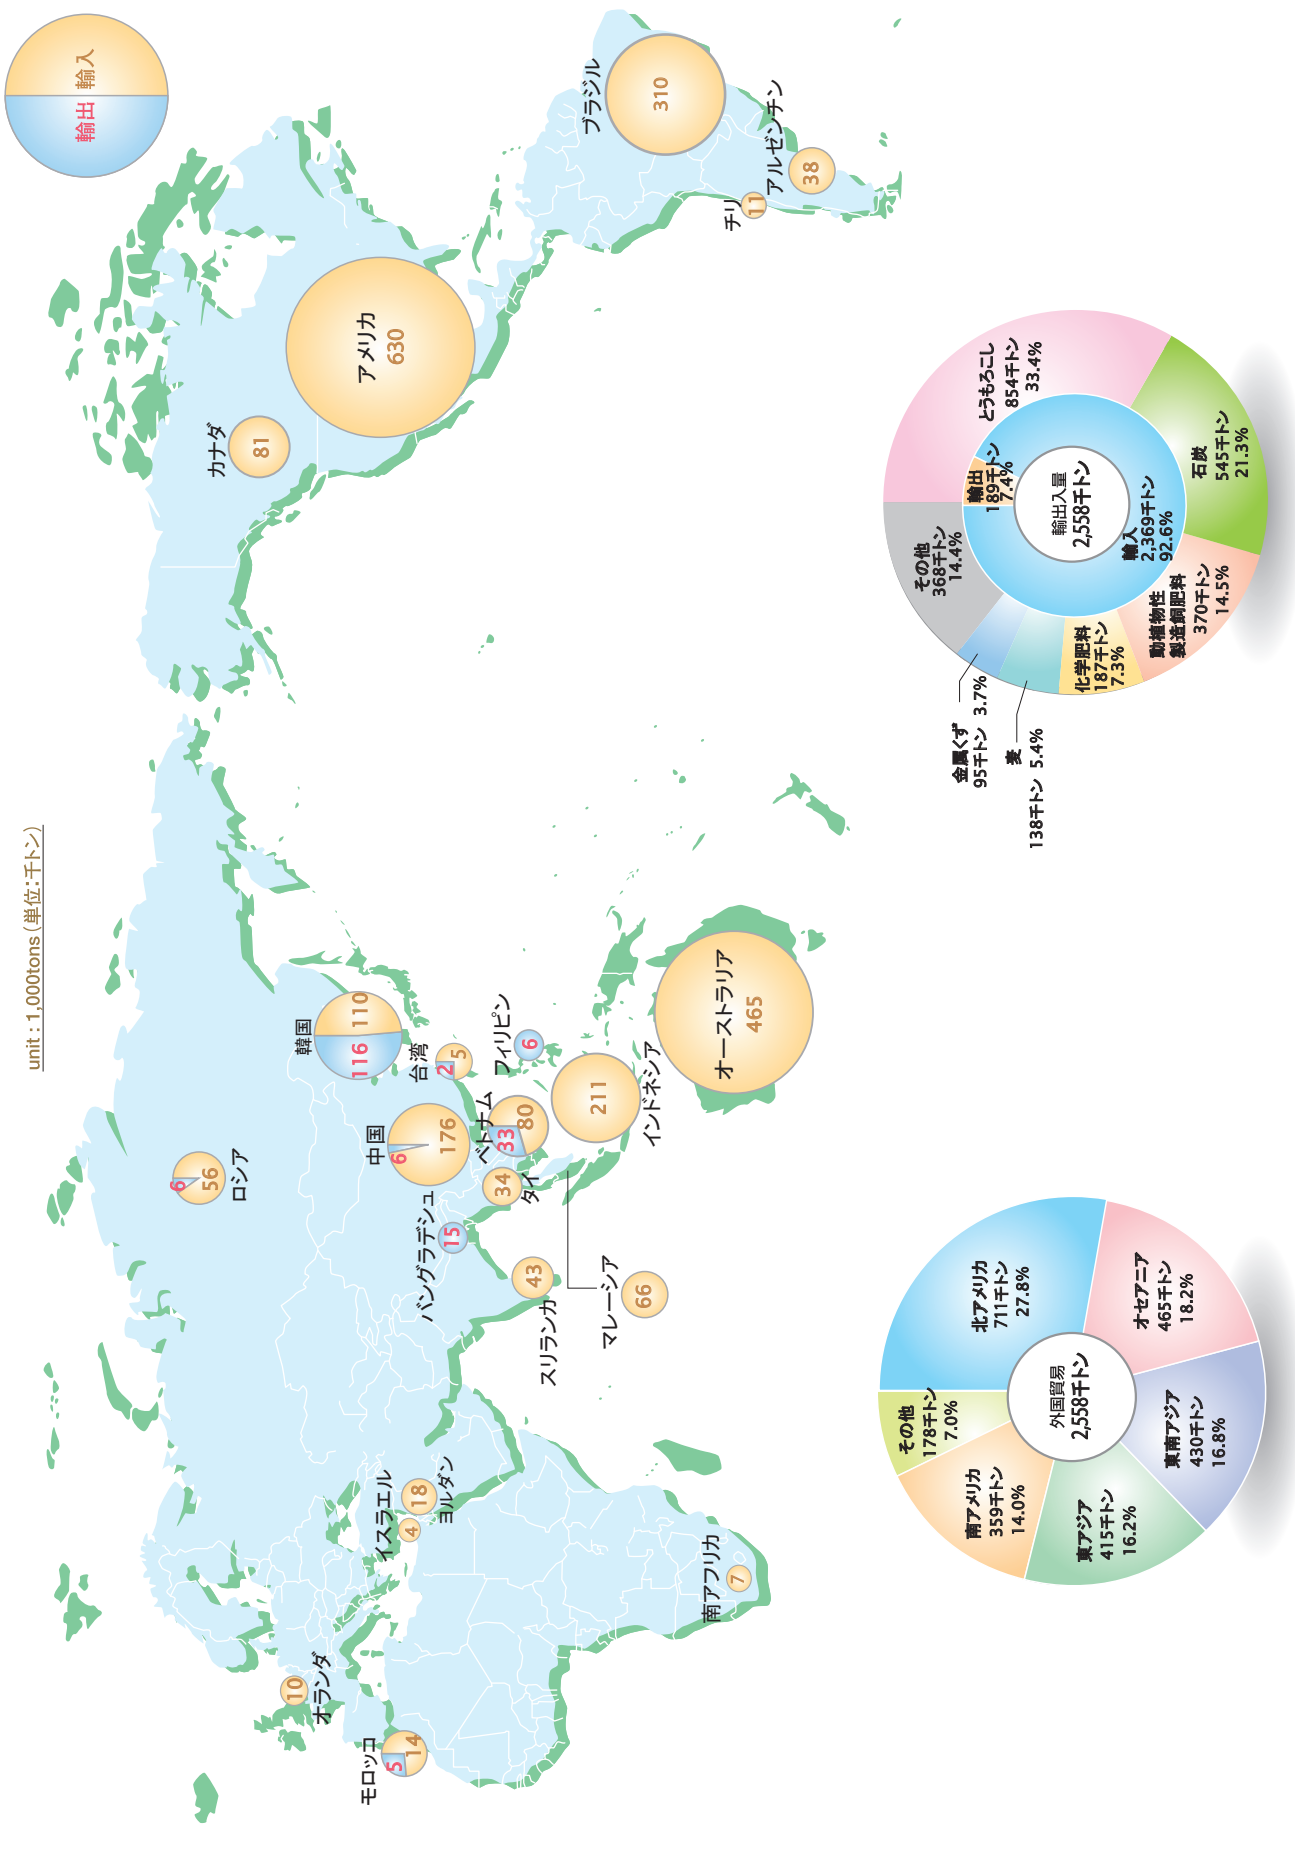 unit : 1,000tons（単位：千トン）
輸出
輸入
オランダ
10
モロッコ
5
14
イスラエル
4
ヨルダン
18
南アフリカ
7
ロシア
6
56
中国
6
176
韓国
116
110
台湾
2
5
フィリピン
6
ベトナム
33
80
タイ
34
バングラデシュ
15
スリランカ
43
マレーシア
66
インドネシア
211
オーストラリア
465
カナダ
81
アメリカ
630
ブラジル
310
アルゼンチン
38
チリ
11
外国貿易
2,558千トン
北アメリカ
711千トン
27.8%
オセアニア
465千トン
18.2%
東南アジア
430千トン
16.8%
東アジア
415千トン
16.2%
南アメリカ
359千トン
14.0%
その他
178千トン
7.0%
輸出入量
2,558千トン
輸出
189千トン
7.4%
輸入
2,369千トン
92.6%
とうもろこし
854千トン
33.4%
石炭
545千トン
21.3%
動植物性
製造飼肥料
370千トン
14.5%
化学肥料
187千トン
7.3%
麦
138千トン 5.4%
金属くず
95千トン 3.7%
その他
368千トン
14.4%